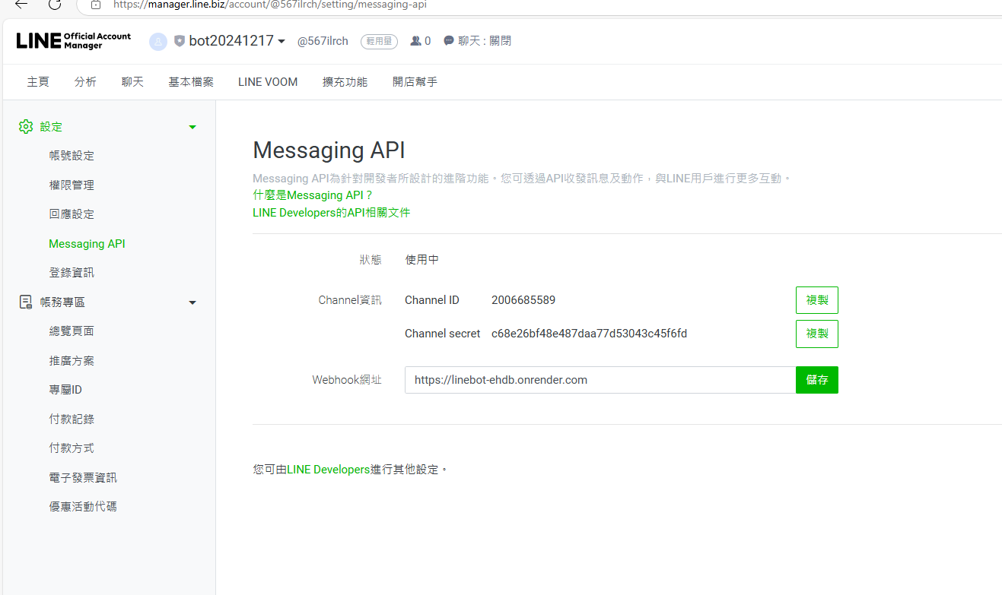 https://manager.line.biz/account/@567ilrch/setting/messaging-api
LINE Official Account Manager bot20241217 @567ilrch 輕用量 0 聊天 : 關閉
主頁 分析 聊天 基本檔案 LINE VOOM 擴充功能 開店幫手
設定
帳號設定
權限管理
回應設定
Messaging API
登錄資訊
帳務專區
總覽頁面
推廣方案
專屬ID
付款記錄
付款方式
電子發票資訊
優惠活動代碼
Messaging API
Messaging API為針對開發者所設計的進階功能。您可透過API收發訊息及動作，與LINE用戶進行更多互動。
什麼是Messaging API？
LINE Developers的API相關文件
狀態 使用中
Channel資訊 Channel ID 2006685589 複製
Channel secret c68e26bf48e487daa77d53043c45f6fd 複製
Webhook網址 https://linebot-ehdb.onrender.com 儲存
您可由LINE Developers進行其他設定。